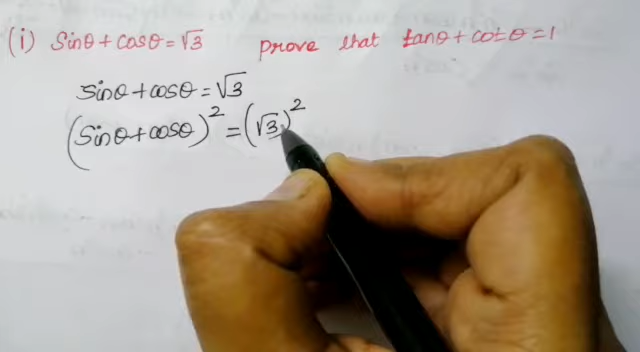 (i) Sinθ + cosθ = √3 prove that tanθ + cotθ = 1
sinθ + cosθ = √3
(Sinθ + cosθ)² = (√3)²